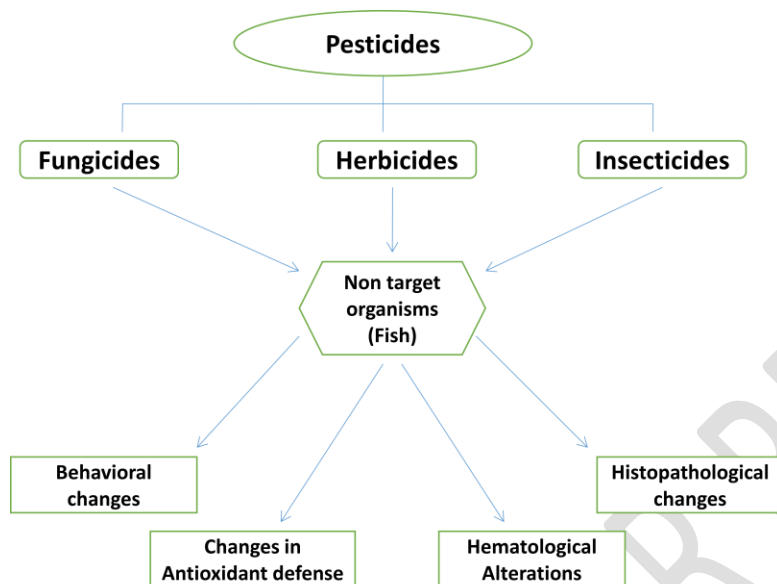 Pesticides
Fungicides
Herbicides
Insecticides
Non target
organisms
(Fish)
Behavioral
changes
Histopathological
changes
Changes in
Antioxidant defense
Hematological
Alterations